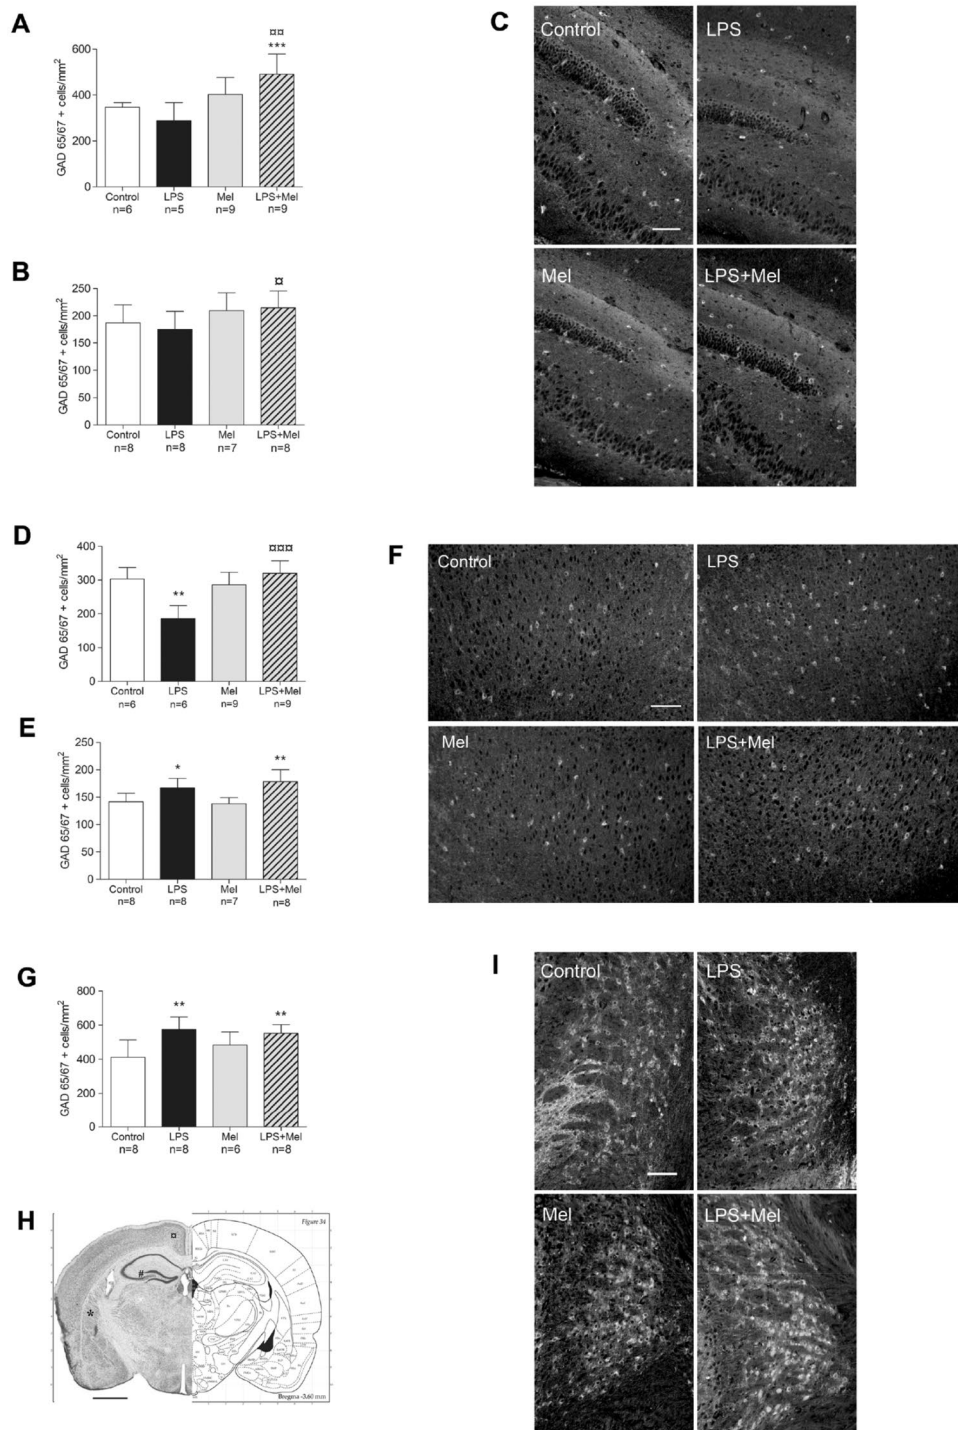 A
¤¤
***
600
400
200
0
GAD 65/67 + cells/mm²
Control LPS Mel LPS+Mel
n=6 n=5 n=9 n=9
B
¤
250
200
150
100
50
0
GAD 65/67 + cells/mm²
Control LPS Mel LPS+Mel
n=8 n=8 n=7 n=8
C
Control LPS
Mel LPS+Mel
D
¤¤¤
**
400
300
200
100
0
GAD 65/67 + cells/mm²
Control LPS Mel LPS+Mel
n=6 n=6 n=9 n=9
E
* **
250
200
150
100
50
0
GAD 65/67 + cells/mm²
Control LPS Mel LPS+Mel
n=8 n=8 n=7 n=8
F
Control LPS
Mel LPS+Mel
G
** **
800
600
400
200
0
GAD 65/67 + cells/mm²
Control LPS Mel LPS+Mel
n=8 n=8 n=6 n=8
H
Figure 34
¤
#
*
Bregma -3.60 mm
I
Control LPS
Mel LPS+Mel